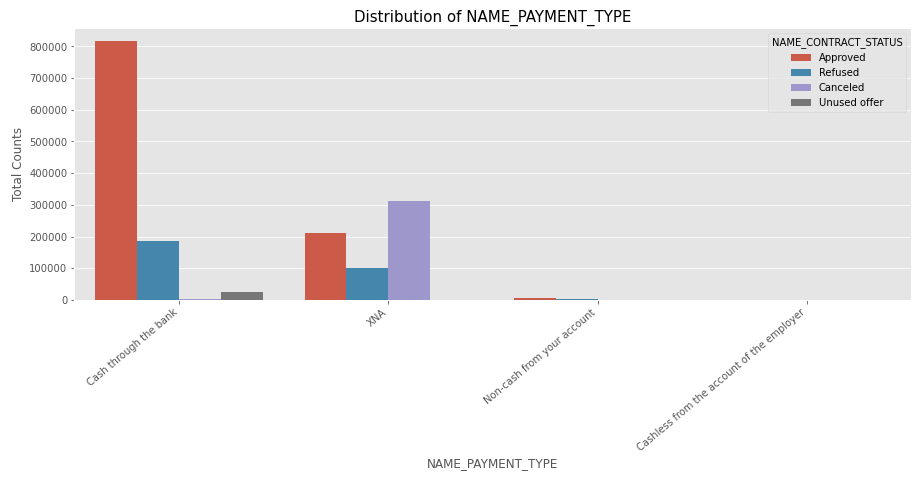 Distribution of NAME_PAYMENT_TYPE
NAME_CONTRACT_STATUS
Approved
Refused
Canceled
Unused offer
Total Counts
800000
700000
600000
500000
400000
300000
200000
100000
0
Cash through the bank
XNA
Non-cash from your account
Cashless from the account of the employer
NAME_PAYMENT_TYPE